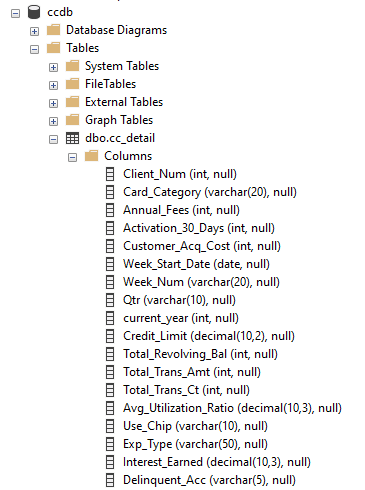 ccdb
Database Diagrams
Tables
System Tables
FileTables
External Tables
Graph Tables
dbo.cc_detail
Columns
Client_Num (int, null)
Card_Category (varchar(20), null)
Annual_Fees (int, null)
Activation_30_Days (int, null)
Customer_Acq_Cost (int, null)
Week_Start_Date (date, null)
Week_Num (varchar(20), null)
Qtr (varchar(10), null)
current_year (int, null)
Credit_Limit (decimal(10,2), null)
Total_Revolving_Bal (int, null)
Total_Trans_Amt (int, null)
Total_Trans_Ct (int, null)
Avg_Utilization_Ratio (decimal(10,3), null)
Use_Chip (varchar(10), null)
Exp_Type (varchar(50), null)
Interest_Earned (decimal(10,3), null)
Delinquent_Acc (varchar(5), null)